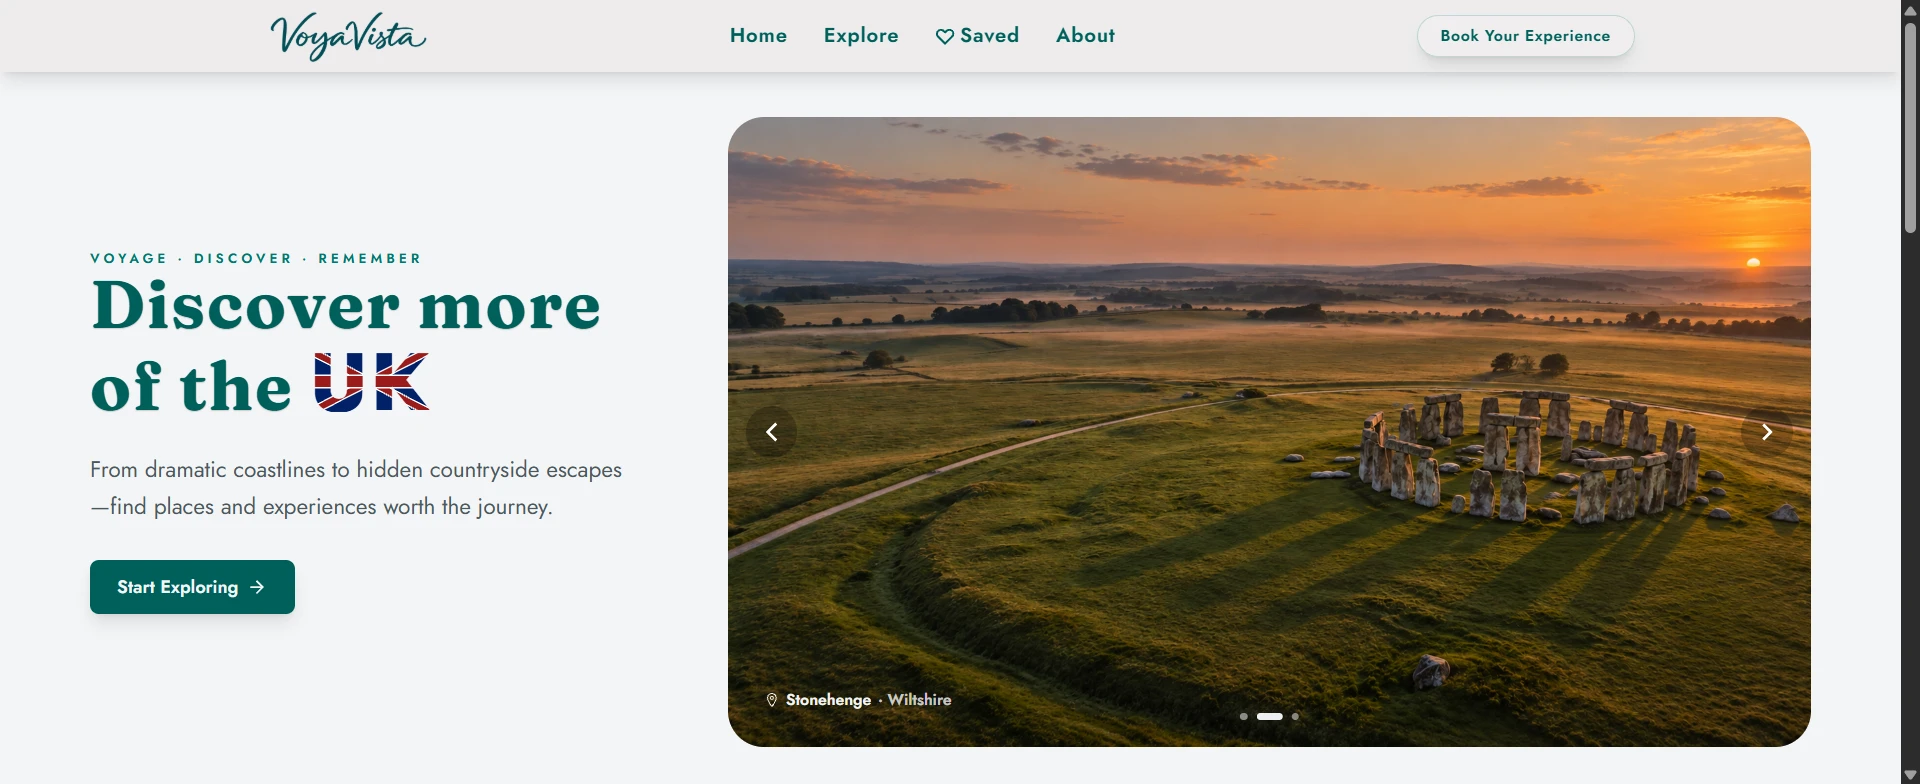 VoyaVista
Home
Explore
Saved
About
Book Your Experience
VOYAGE · DISCOVER · REMEMBER
Discover more
of the UK
From dramatic coastlines to hidden countryside escapes
—find places and experiences worth the journey.
Start Exploring →
Stonehenge · Wiltshire